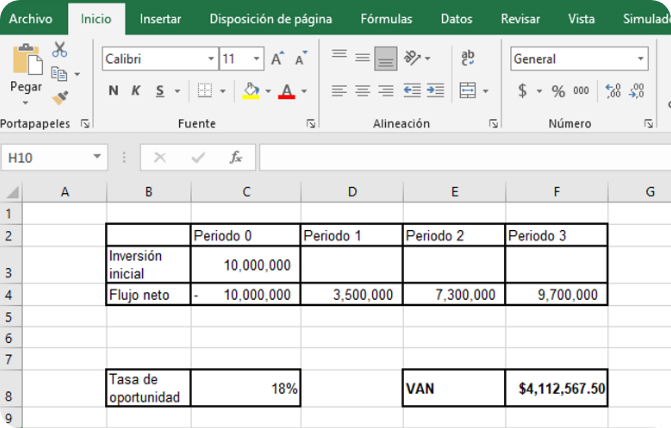 Archivo Inicio Insertar Disposición de página Fórmulas Datos Revisar Vista
Calibri 11 A A ab General
Pegar N K S A $ % 000
Portapapeles Fuente Alineación Número
H10 fx
A B C D E F G
1
2 Periodo 0 Periodo 1 Periodo 2 Periodo 3
Inversión
3 inicial 10,000,000
4 Flujo neto - 10,000,000 3,500,000 7,300,000 9,700,000
5
6
7
Tasa de
8 oportunidad 18% VAN $4,112,567.50
9